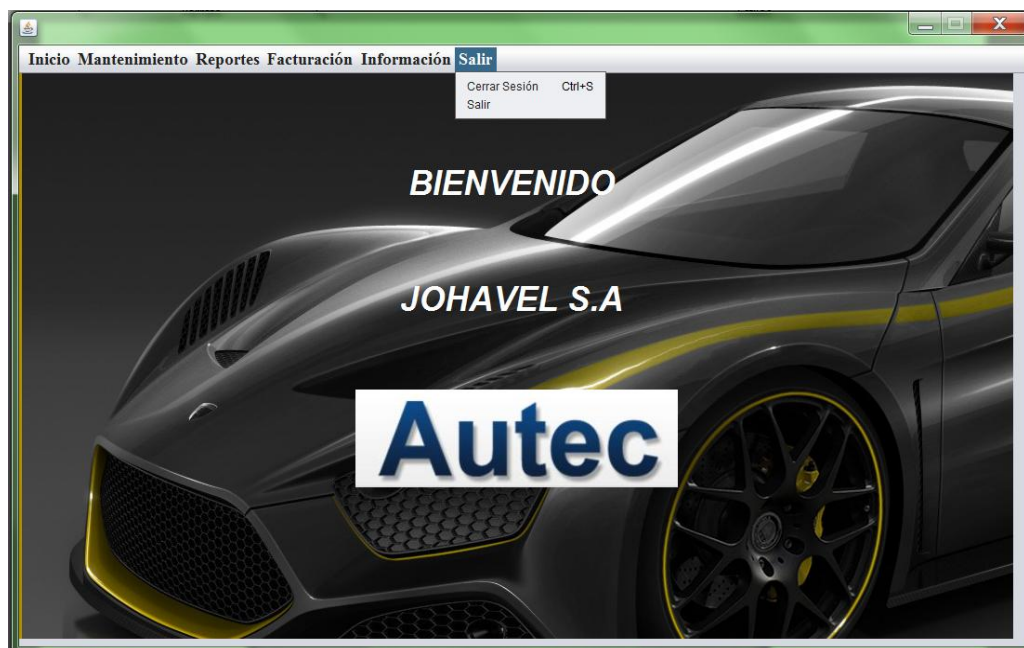 Inicio Mantenimiento Reportes Facturación Información Salir
Cerrar Sesión Ctrl+S
Salir
BIENVENIDO
JOHAVEL S.A
Autec